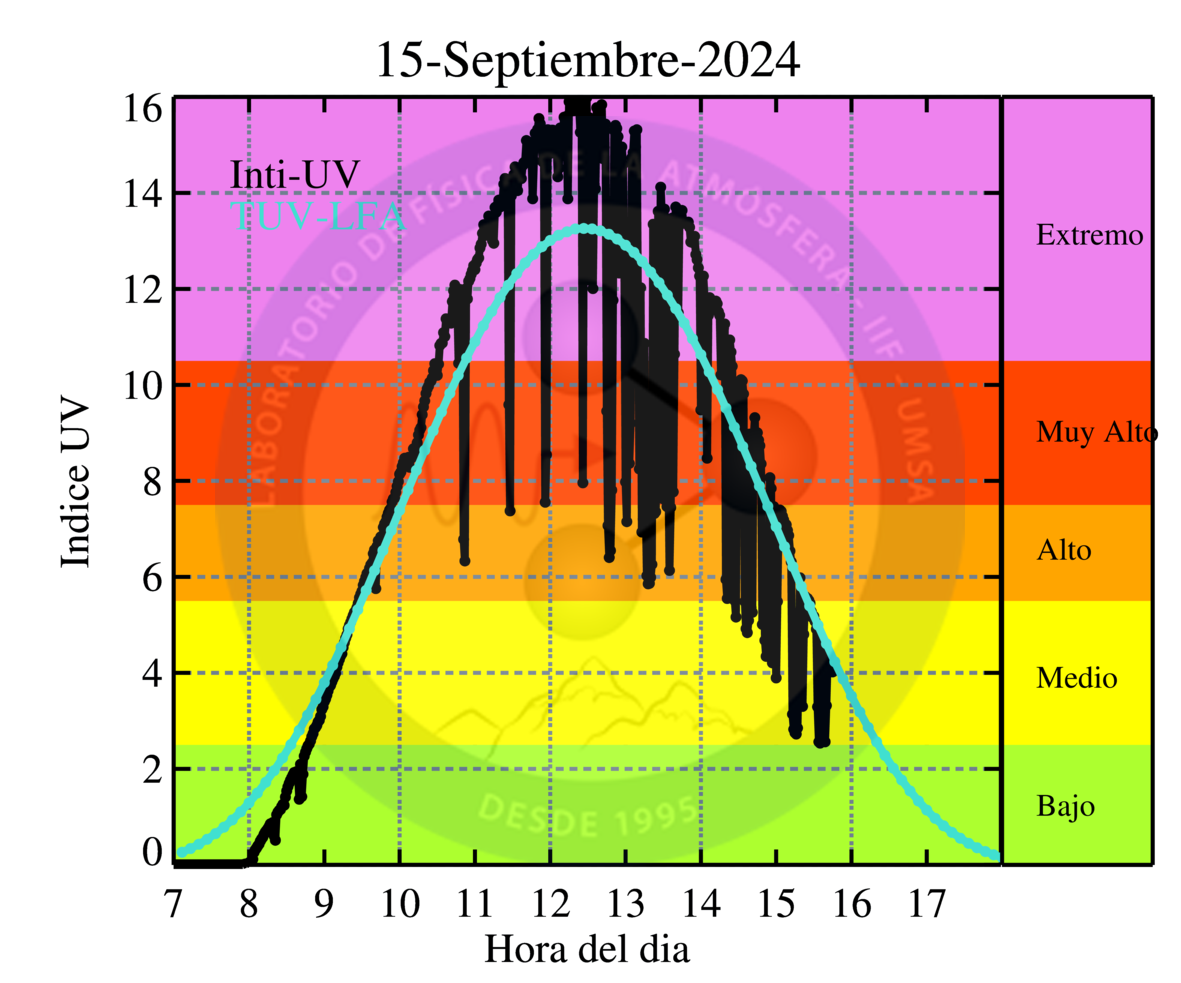 15-Septiembre-2024
Indice UV
16
14
12
10
8
6
4
2
0
Inti-UV
TUV-LFA
LABORATORIO DE FISICA DE LA ATMÓSFERA - IIF - UMSA
DESDE 1995
Extremo
Muy Alto
Alto
Medio
Bajo
7 8 9 10 11 12 13 14 15 16 17
Hora del dia